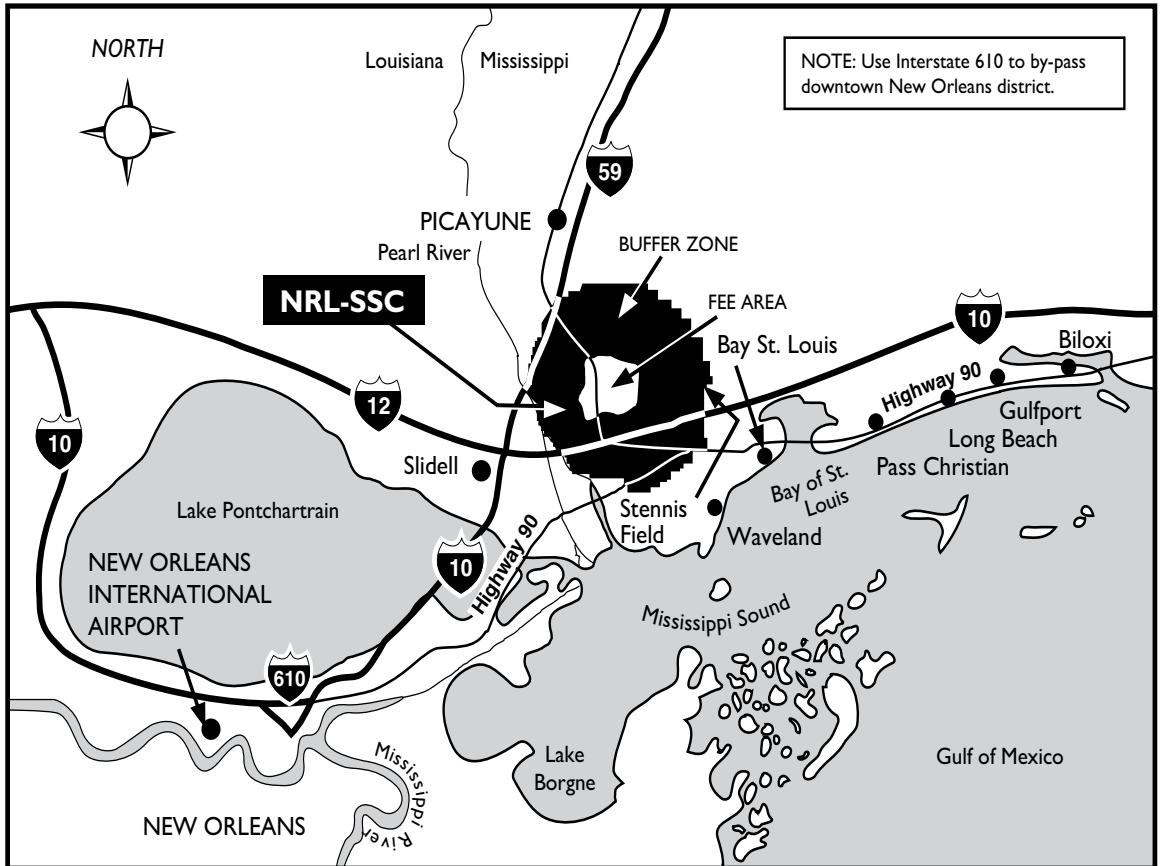 NORTH
Louisiana
Mississippi
NOTE: Use Interstate 610 to by-pass
downtown New Orleans district.
59
PICAYUNE
Pearl River
BUFFER ZONE
NRL-SSC
FEE AREA
Bay St. Louis
10
Biloxi
Highway 90
12
10
Gulfport
Long Beach
Pass Christian
Slidell
Bay of St.
Louis
Lake Pontchartrain
Stennis
Field
Waveland
Highway 90
10
NEW ORLEANS
INTERNATIONAL
AIRPORT
Mississippi Sound
610
Mississippi River
Lake
Borgne
Gulf of Mexico
NEW ORLEANS